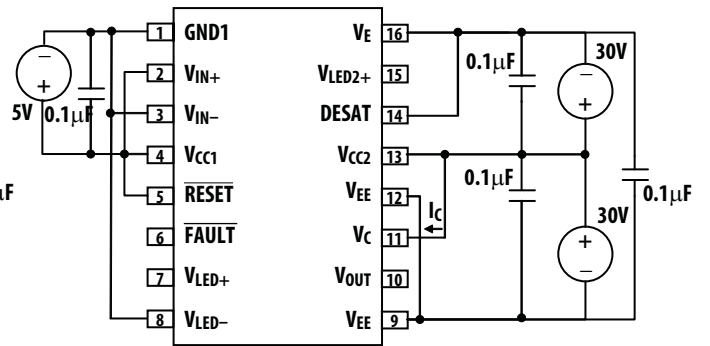 1 GND1
2 VIN+
3 VIN–
4 VCC1
5 RESET
6 FAULT
7 VLED+
8 VLED–
VE 16
VLED2+ 15
DESAT 14
VCC2 13
VEE 12
VC 11
VOUT 10
VEE 9
–
+
5V
0.1μF
μF
0.1μF
0.1μF
IC
–
+
30V
30V
+
–
0.1μF